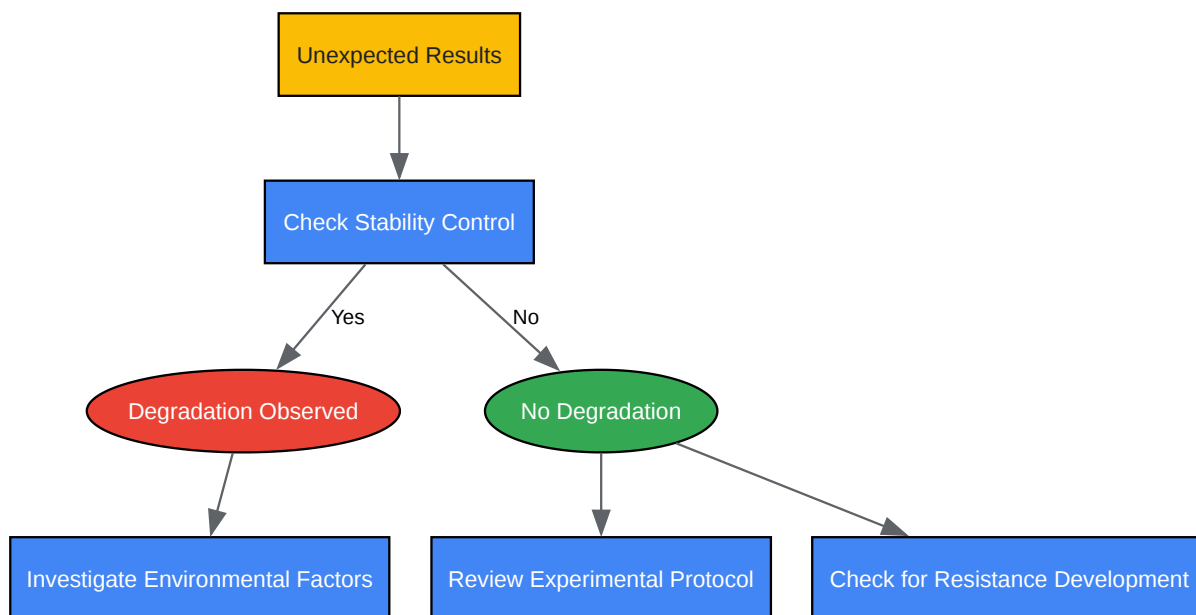 Unexpected Results
Check Stability Control
Yes
No
Degradation Observed
No Degradation
Investigate Environmental Factors
Review Experimental Protocol
Check for Resistance Development